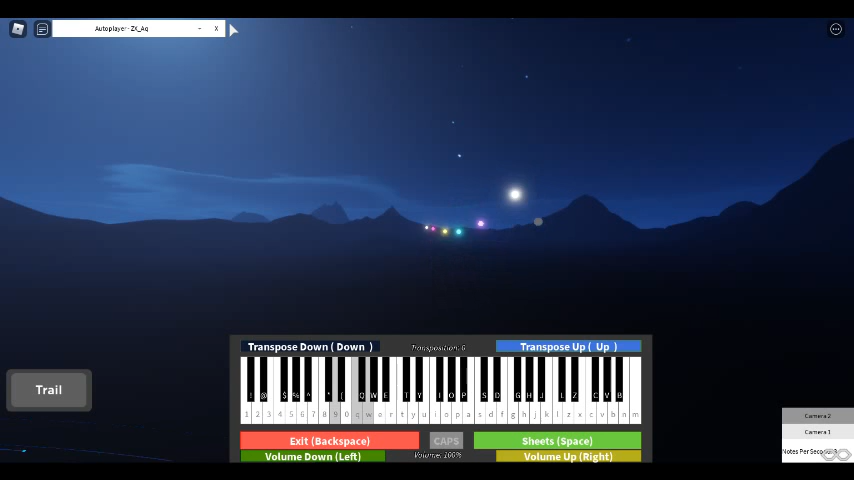 Autoplayer - ZX_Aq - X
Transpose Down ( Down ) Transposition: 0 Transpose Up ( Up )
! @ $ % ^ * ( Q W E T Y I O P S D G H J L Z C V B
1 2 3 4 5 6 7 8 9 0 q w e r t y u i o p a s d f g h j k l z x c v b n m
Trail
Exit (Backspace) CAPS Sheets (Space)
Volume Down (Left) Volume: 100% Volume Up (Right)
Camera 2
Camera 1
Notes Per